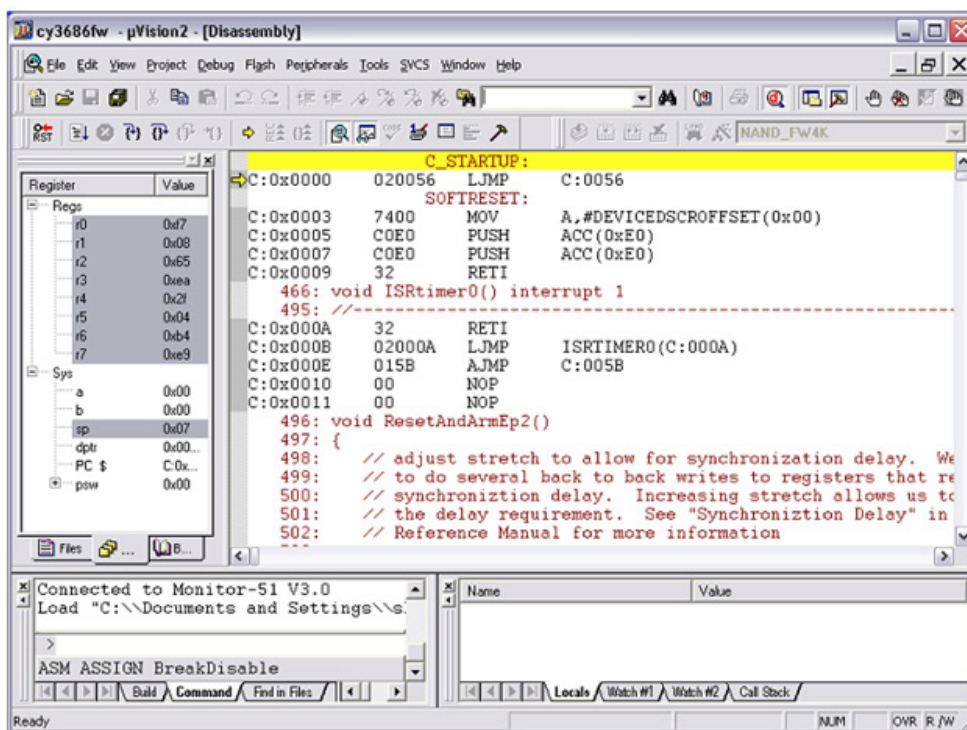 cy3686fw - µVision2 - [Disassembly]
File Edit View Project Debug Flash Peripherals Tools SVCS Window Help
RST
NAND_FW4K
Register Value
Regs
r0 0xf7
r1 0x08
r2 0x65
r3 0xea
r4 0x2f
r5 0x04
r6 0xb4
r7 0xe9
Sys
a 0x00
b 0x00
sp 0x07
dptr 0x00...
PC $ C:0x...
psw 0x00
Files ... B...
C_STARTUP:
C:0x0000 020056 LJMP C:0056
SOFTRESET:
C:0x0003 7400 MOV A,#DEVICEDSCROFFSET(0x00)
C:0x0005 C0E0 PUSH ACC(0xE0)
C:0x0007 C0E0 PUSH ACC(0xE0)
C:0x0009 32 RETI
466: void ISRtimer0() interrupt 1
495: //-----------------------------------------------------
C:0x000A 32 RETI
C:0x000B 02000A LJMP ISRTIMER0(C:000A)
C:0x000E 015B AJMP C:005B
C:0x0010 00 NOP
C:0x0011 00 NOP
496: void ResetAndArmEp2()
497: {
498: // adjust stretch to allow for synchronization delay. We
499: // to do several back to back writes to registers that re
500: // synchroniztion delay. Increasing stretch allows us to
501: // the delay requirement. See "Synchroniztion Delay" in
502: // Reference Manual for more information
Connected to Monitor-51 V3.0
Load "C:\\Documents and Settings\\s
>
ASM ASSIGN BreakDisable
Build Command Find in Files
Name Value
Locals Watch #1 Watch #2 Call Stack
Ready NUM OVR R/W